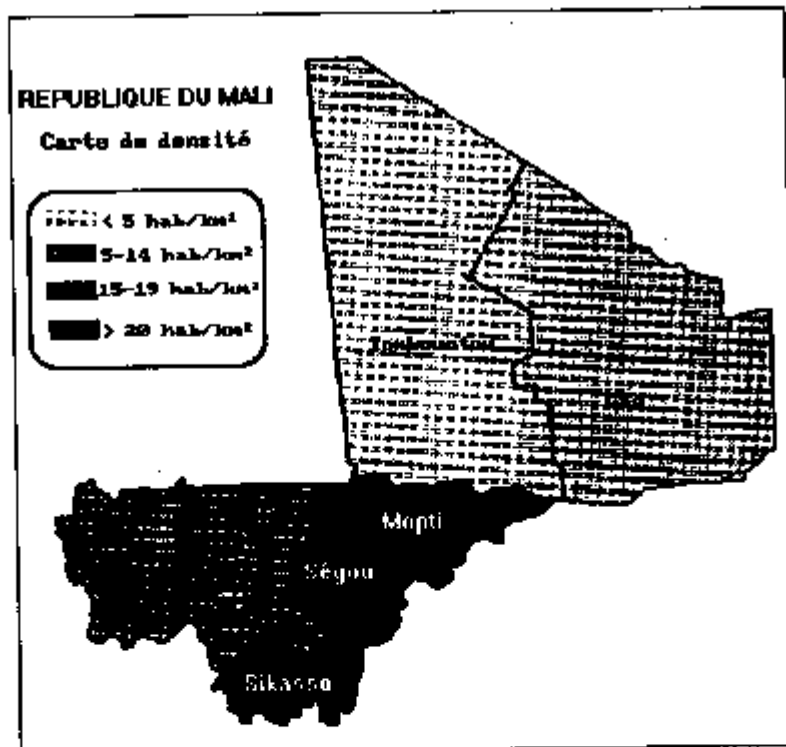 REPUBLIQUE DU MALI
Carte de densité
< 5 hab/km²
5-14 hab/km²
15-19 hab/km²
> 20 hab/km²
Tombouctou
Mopti
Ségou
Sikasso